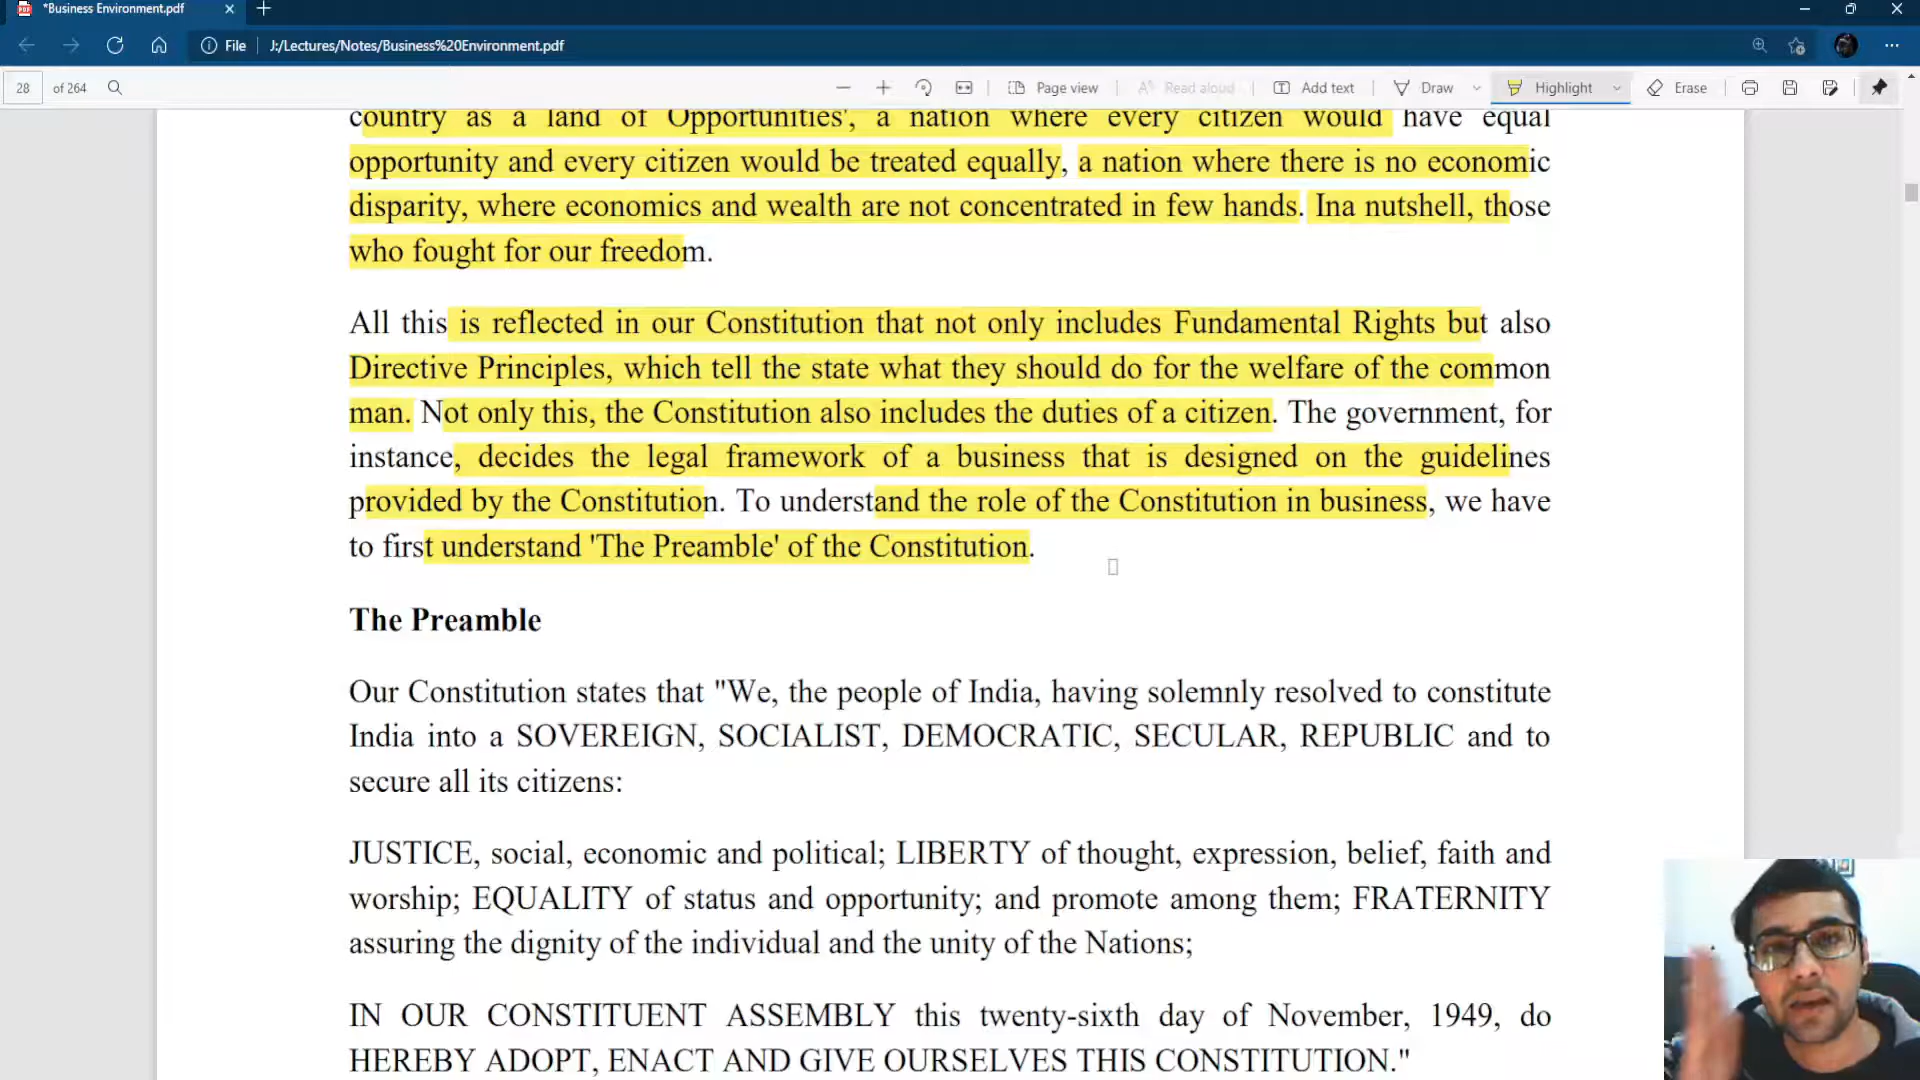 *Business Environment.pdf
File J:/Lectures/Notes/Business%20Environment.pdf
28 of 264 Page view Read aloud Add text Draw Highlight Erase
country as a land of Opportunities', a nation where every citizen would have equal
opportunity and every citizen would be treated equally, a nation where there is no economic
disparity, where economics and wealth are not concentrated in few hands. Ina nutshell, those
who fought for our freedom.
All this is reflected in our Constitution that not only includes Fundamental Rights but also
Directive Principles, which tell the state what they should do for the welfare of the common
man. Not only this, the Constitution also includes the duties of a citizen. The government, for
instance, decides the legal framework of a business that is designed on the guidelines
provided by the Constitution. To understand the role of the Constitution in business, we have
to first understand 'The Preamble' of the Constitution.
The Preamble
Our Constitution states that "We, the people of India, having solemnly resolved to constitute
India into a SOVEREIGN, SOCIALIST, DEMOCRATIC, SECULAR, REPUBLIC and to
secure all its citizens:
JUSTICE, social, economic and political; LIBERTY of thought, expression, belief, faith and
worship; EQUALITY of status and opportunity; and promote among them; FRATERNITY
assuring the dignity of the individual and the unity of the Nations;
IN OUR CONSTITUENT ASSEMBLY this twenty-sixth day of November, 1949, do
HEREBY ADOPT, ENACT AND GIVE OURSELVES THIS CONSTITUTION."